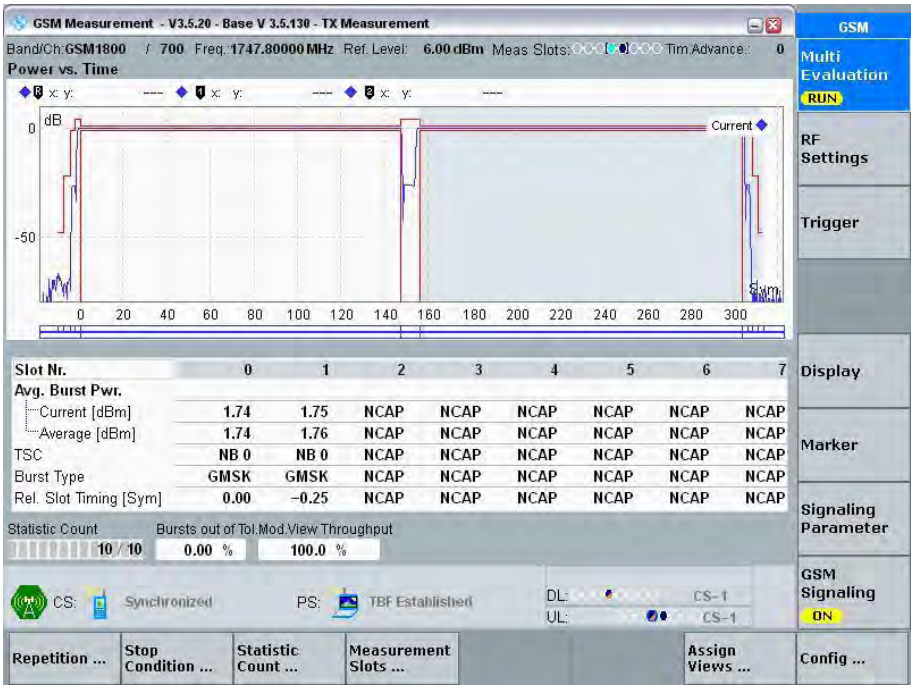 GSM Measurement - V3.5.20 - Base V 3.5.130 - TX Measurement
GSM
Band/Ch:GSM1800 / 700 Freq.:1747.80000 MHz Ref. Level: 6.00 dBm Meas Slots: Tim.Advance.: 0
Power vs. Time
Multi Evaluation
RUN
R x: y: --- 1 x: y: --- 2 x: y: ---
dB
Current
0
-50
Sym
0 20 40 60 80 100 120 140 160 180 200 220 240 260 280 300
RF Settings
Trigger
Slot Nr. 0 1 2 3 4 5 6 7
Avg. Burst Pwr.
Current [dBm] 1.74 1.75 NCAP NCAP NCAP NCAP NCAP NCAP
Average [dBm] 1.74 1.76 NCAP NCAP NCAP NCAP NCAP NCAP
TSC NB 0 NB 0 NCAP NCAP NCAP NCAP NCAP NCAP
Burst Type GMSK GMSK NCAP NCAP NCAP NCAP NCAP NCAP
Rel. Slot Timing [Sym] 0.00 −0.25 NCAP NCAP NCAP NCAP NCAP NCAP
Display
Marker
Signaling Parameter
Statistic Count Bursts out of Tol. Mod.View Throughput
10 / 10 0.00 % 100.0 %
CS: Synchronized PS: TBF Established
DL: CS-1
UL: CS-1
GSM Signaling
ON
Repetition ...
Stop Condition ...
Statistic Count ...
Measurement Slots ...
Assign Views ...
Config ...